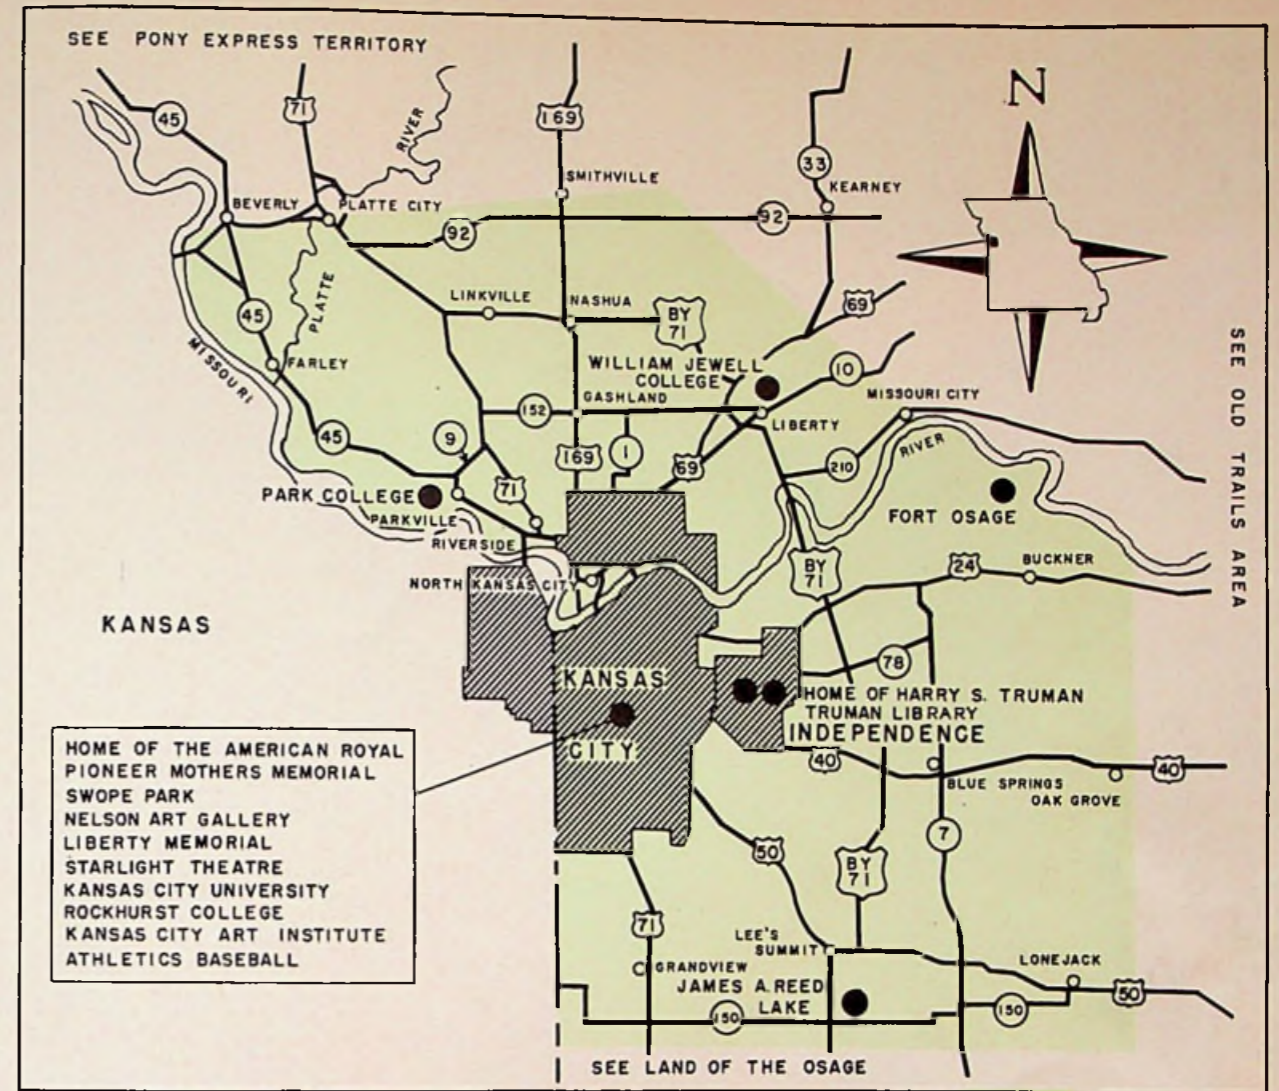 SEE PONY EXPRESS TERRITORY
N
45
71
RIVER
169
33
SMITHVILLE
KEARNEY
BEVERLY
PLATTE CITY
92
92
LINKVILLE
NASHUA
BY
71
69
45
PLATTE
MISSOURI
FARLEY
WILLIAM JEWELL
COLLEGE
10
MISSOURI CITY
SEE OLD TRAILS AREA
152
GASHLAND
LIBERTY
45
9
169
1
69
210
RIVER
PARK COLLEGE
71
PARKVILLE
RIVERSIDE
FORT OSAGE
BY
71
24
BUCKNER
NORTH KANSAS CITY
KANSAS
78
KANSAS
CITY
HOME OF HARRY S. TRUMAN
TRUMAN LIBRARY
INDEPENDENCE
40
40
BLUE SPRINGS
OAK GROVE
HOME OF THE AMERICAN ROYAL
PIONEER MOTHERS MEMORIAL
SWOPE PARK
NELSON ART GALLERY
LIBERTY MEMORIAL
STARLIGHT THEATRE
KANSAS CITY UNIVERSITY
ROCKHURST COLLEGE
KANSAS CITY ART INSTITUTE
ATHLETICS BASEBALL
50
BY
71
7
71
LEE'S
SUMMIT
GRANDVIEW
LONEJACK
JAMES A. REED
LAKE
50
150
150
SEE LAND OF THE OSAGE